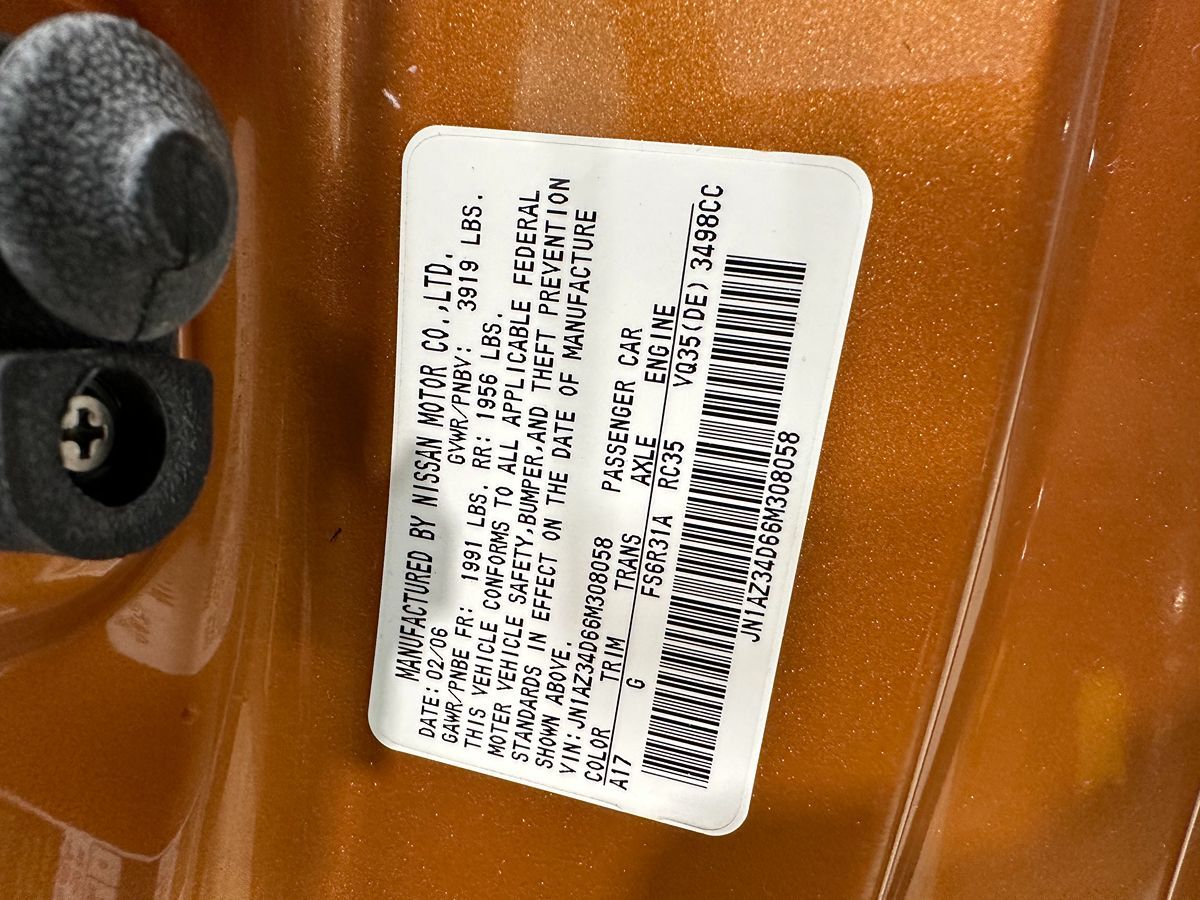 MANUFACTURED BY NISSAN MOTOR CO.,LTD.
DATE: 02/06 GVWR/PNBV: 3919 LBS.
GAWR/PNBE FR: 1991 LBS. RR: 1956 LBS.
THIS VEHICLE CONFORMS TO ALL APPLICABLE FEDERAL
MOTER VEHICLE SAFETY,BUMPER,AND THEFT PREVENTION
STANDARDS IN EFFECT ON THE DATE OF MANUFACTURE
SHOWN ABOVE.
VIN:JN1AZ34D66M308058 PASSENGER CAR
COLOR TRIM TRANS AXLE ENGINE
A17 G FS6R31A RC35 VQ35(DE) 3498CC
JN1AZ34D66M308058